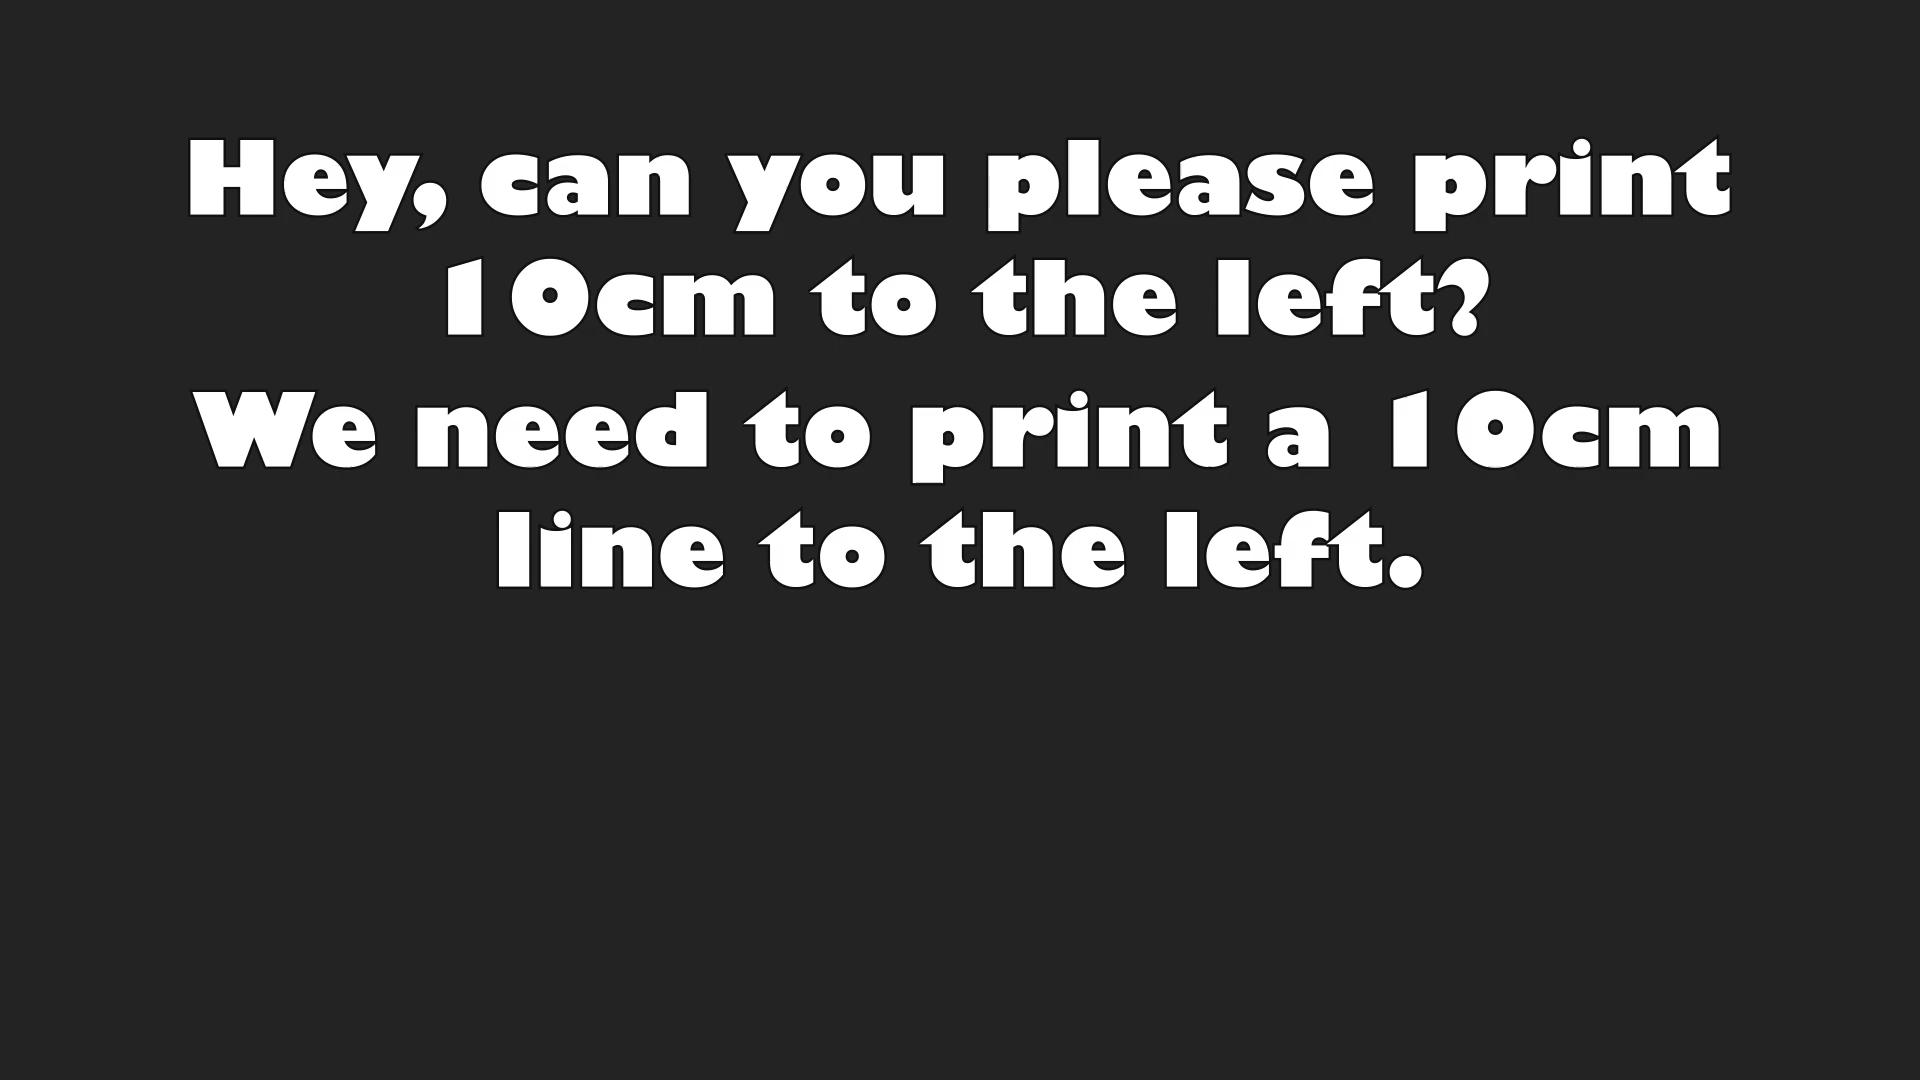 Hey, can you please print
10cm to the left?
We need to print a 10cm
line to the left.